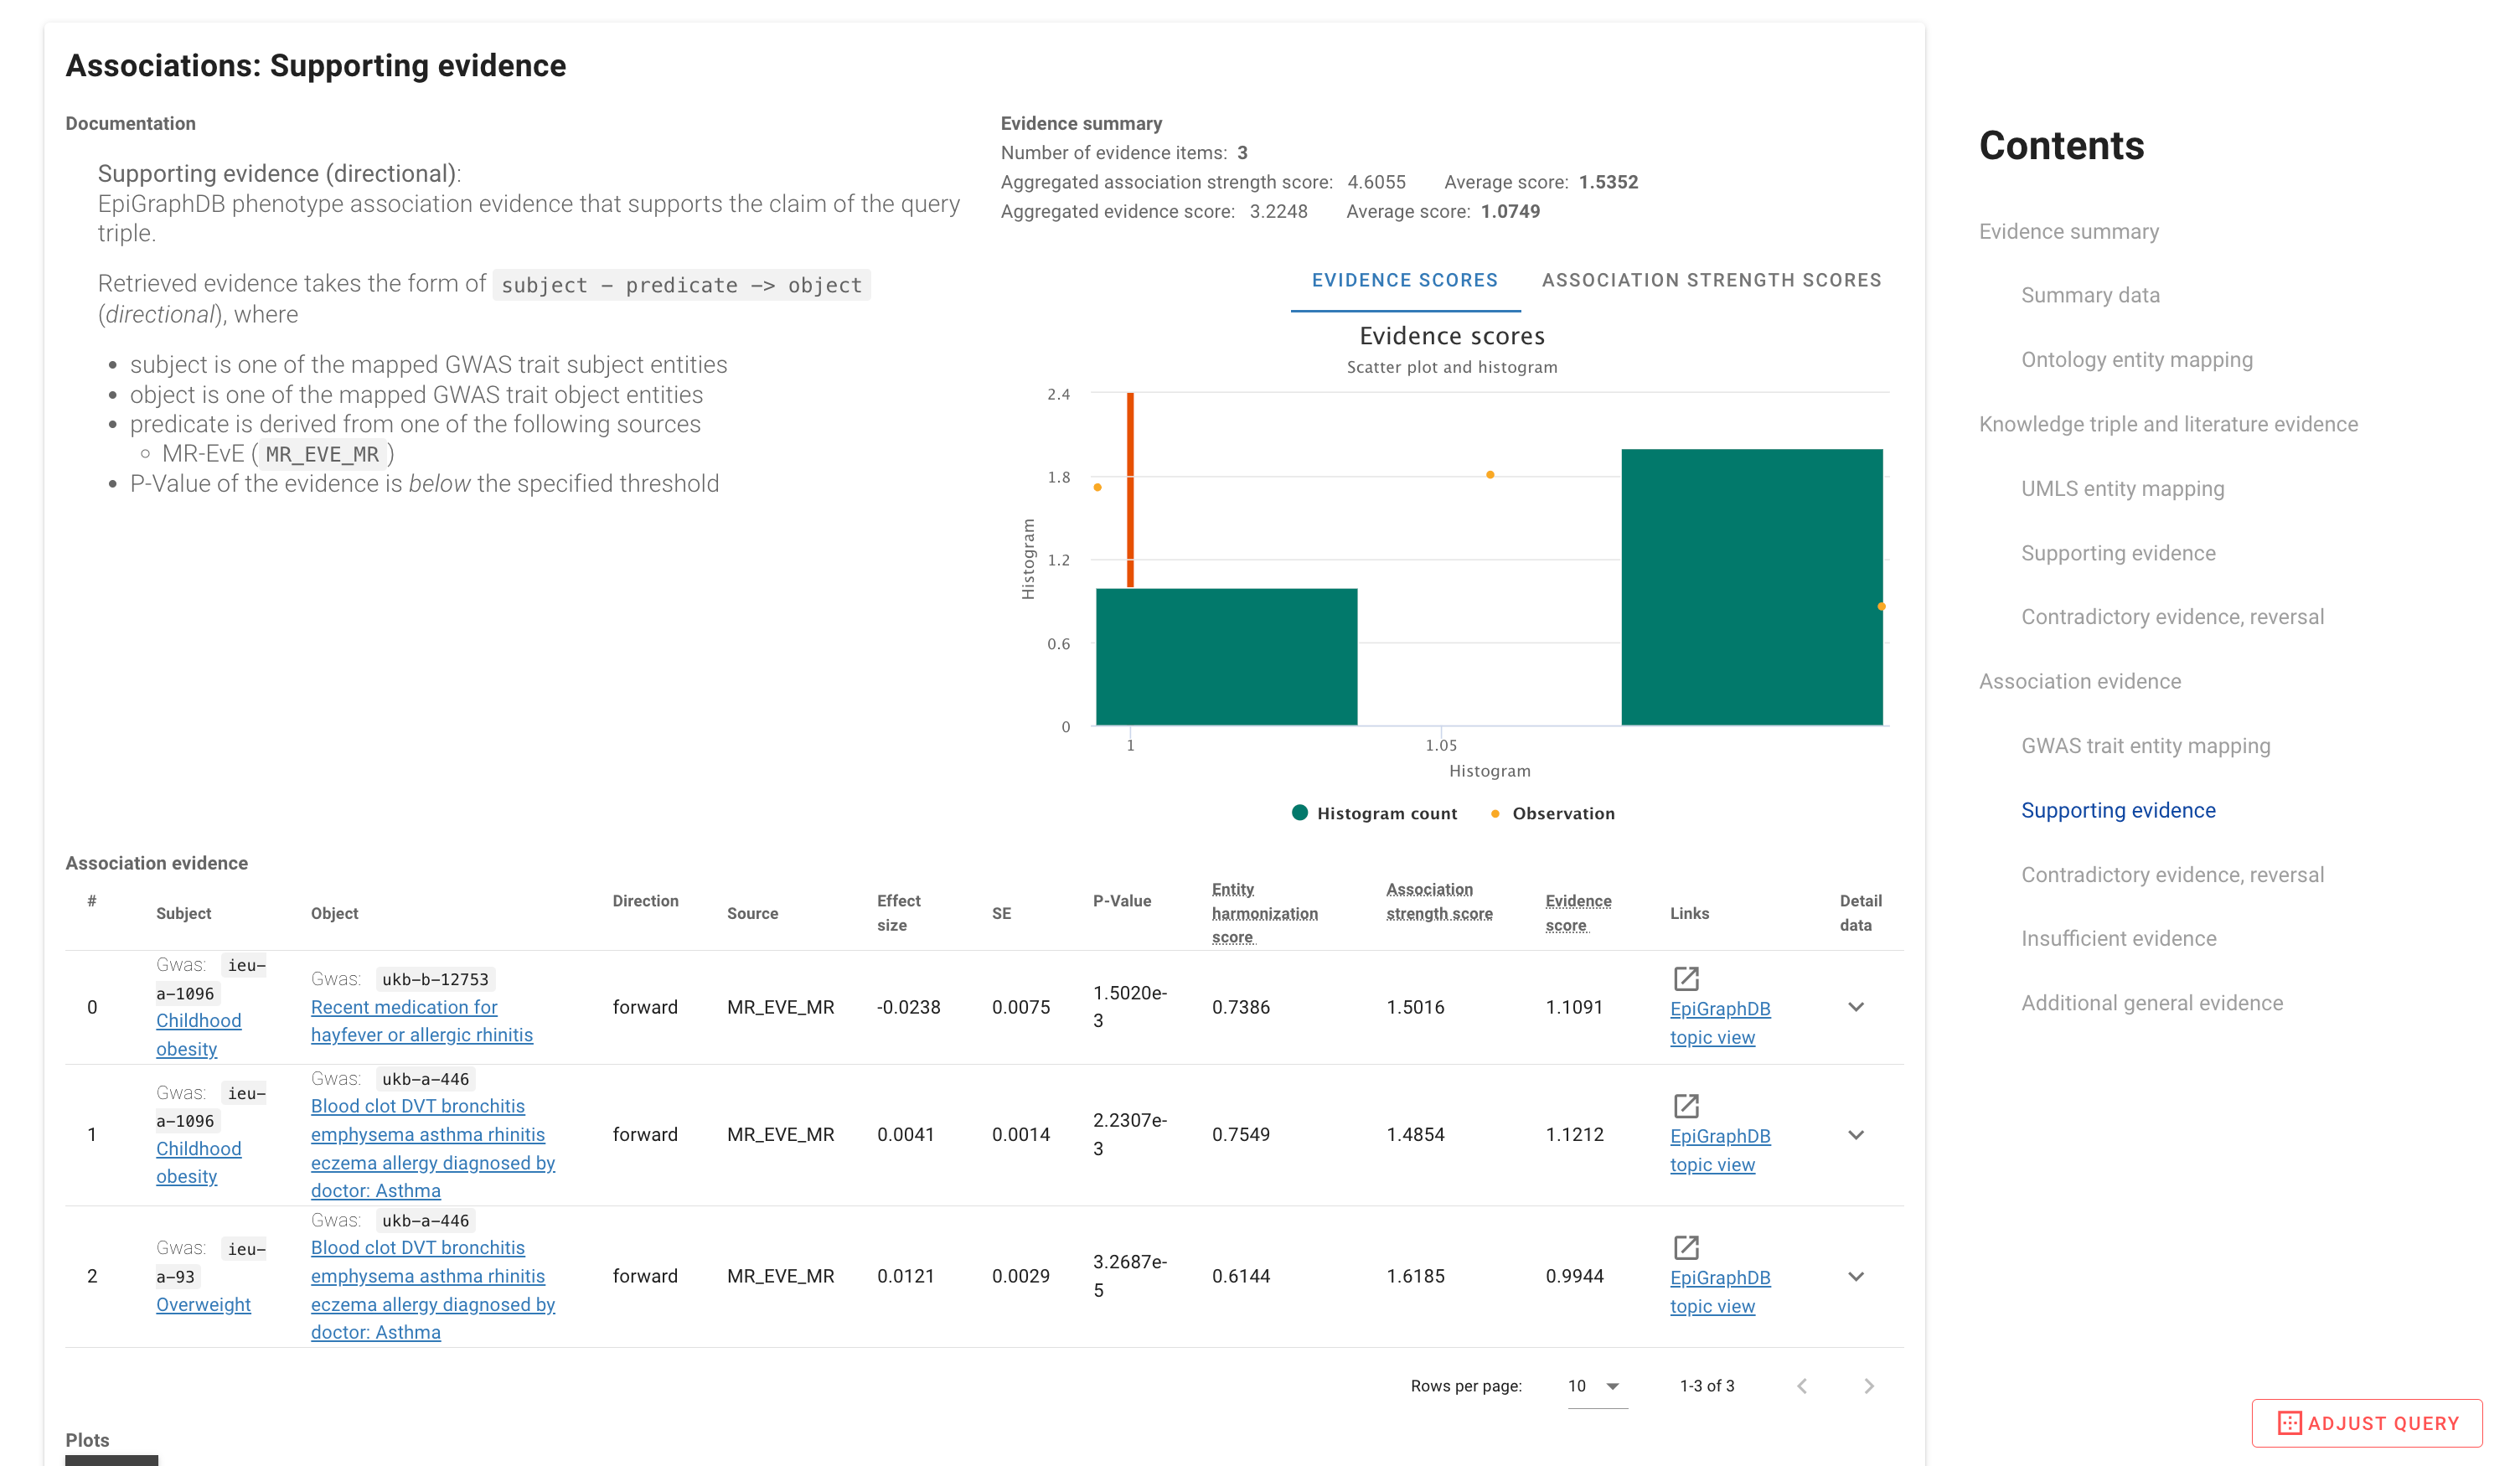 Associations: Supporting evidence
Documentation
Supporting evidence (directional):
EpiGraphDB phenotype association evidence that supports the claim of the query
triple.
Retrieved evidence takes the form of subject - predicate -> object
(directional), where
• subject is one of the mapped GWAS trait subject entities
• object is one of the mapped GWAS trait object entities
• predicate is derived from one of the following sources
◦ MR-EvE (MR_EVE_MR)
• P-Value of the evidence is below the specified threshold
Evidence summary
Number of evidence items: 3
Aggregated association strength score: 4.6055 Average score: 1.5352
Aggregated evidence score: 3.2248 Average score: 1.0749
EVIDENCE SCORES ASSOCIATION STRENGTH SCORES
Evidence scores
Scatter plot and histogram
2.4
1.8
1.2
0.6
0
Histogram
1 1.05
Histogram
Histogram count Observation
Association evidence
# Subject Object Direction Source Effect size SE P-Value Entity harmonization score Association strength score Evidence score Links Detail data
0 Gwas: ieu-a-1096 Childhood obesity Gwas: ukb-b-12753 Recent medication for hayfever or allergic rhinitis forward MR_EVE_MR -0.0238 0.0075 1.5020e-3 0.7386 1.5016 1.1091 EpiGraphDB topic view
1 Gwas: ieu-a-1096 Childhood obesity Gwas: ukb-a-446 Blood clot DVT bronchitis emphysema asthma rhinitis eczema allergy diagnosed by doctor: Asthma forward MR_EVE_MR 0.0041 0.0014 2.2307e-3 0.7549 1.4854 1.1212 EpiGraphDB topic view
2 Gwas: ieu-a-93 Overweight Gwas: ukb-a-446 Blood clot DVT bronchitis emphysema asthma rhinitis eczema allergy diagnosed by doctor: Asthma forward MR_EVE_MR 0.0121 0.0029 3.2687e-5 0.6144 1.6185 0.9944 EpiGraphDB topic view
Rows per page: 10 1-3 of 3
Plots
Contents
Evidence summary
Summary data
Ontology entity mapping
Knowledge triple and literature evidence
UMLS entity mapping
Supporting evidence
Contradictory evidence, reversal
Association evidence
GWAS trait entity mapping
Supporting evidence
Contradictory evidence, reversal
Insufficient evidence
Additional general evidence
ADJUST QUERY